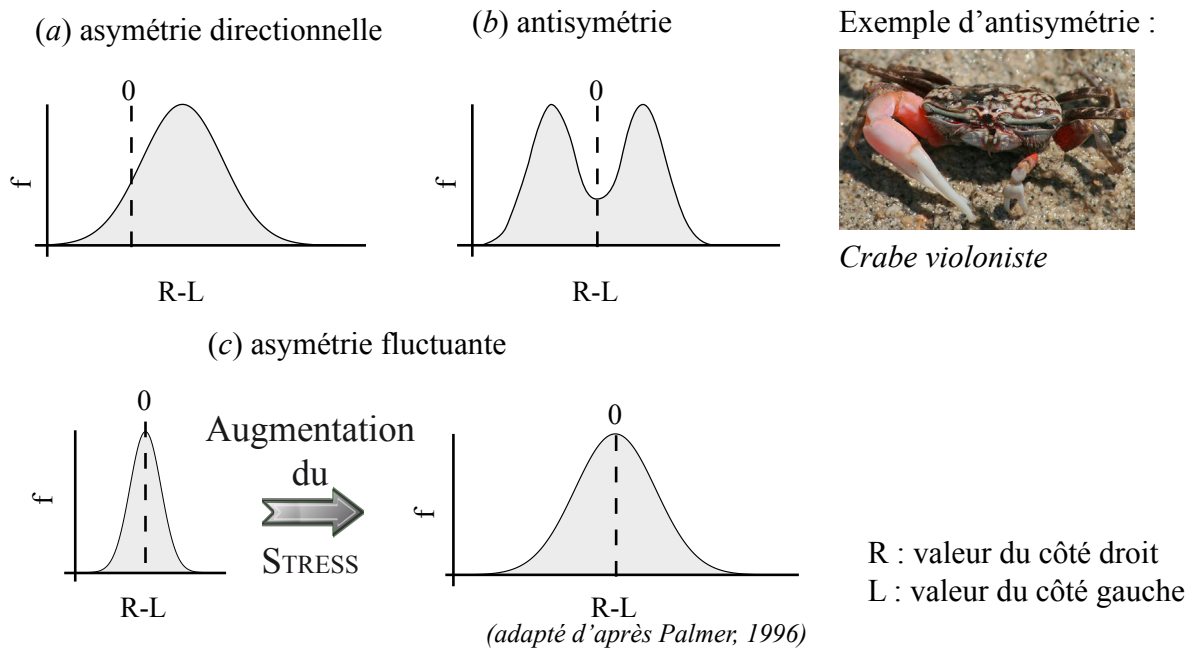 (a) asymétrie directionnelle
0
f
R-L
(b) antisymétrie
0
f
R-L
Exemple d’antisymétrie :
Crabe violoniste
(c) asymétrie fluctuante
0
f
R-L
Augmentation
du
STRESS
0
f
R-L
(adapté d’après Palmer, 1996)
R : valeur du côté droit
L : valeur du côté gauche